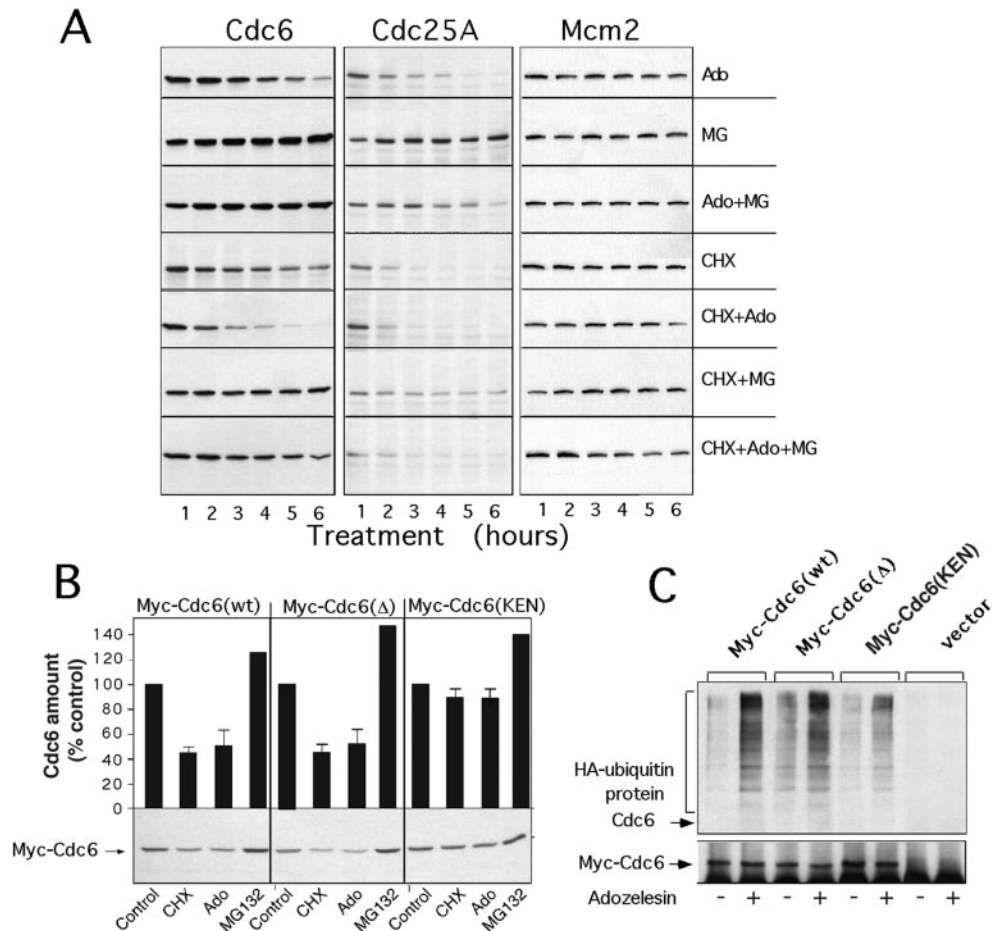 A
Cdc6 Cdc25A Mcm2
Ado
MG
Ado+MG
CHX
CHX+Ado
CHX+MG
CHX+Ado+MG
1 2 3 4 5 6 1 2 3 4 5 6 1 2 3 4 5 6
Treatment (hours)
B
Myc-Cdc6(wt) Myc-Cdc6(Δ) Myc-Cdc6(KEN)
Cdc6 amount
(% control)
140
120
100
80
60
40
20
0
Myc-Cdc6
Control CHX Ado MG132 Control CHX Ado MG132 Control CHX Ado MG132
C
Myc-Cdc6(wt) Myc-Cdc6(Δ) Myc-Cdc6(KEN) vector
HA-ubiquitin
protein
Cdc6
Myc-Cdc6
Adozelesin - + - + - + - +